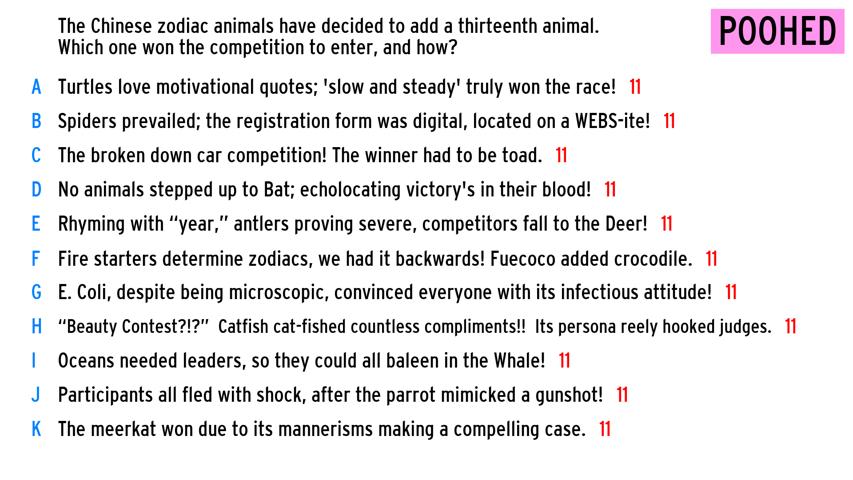 The Chinese zodiac animals have decided to add a thirteenth animal.
Which one won the competition to enter, and how?
POOHED
A Turtles love motivational quotes; 'slow and steady' truly won the race! 11
B Spiders prevailed; the registration form was digital, located on a WEBS-ite! 11
C The broken down car competition! The winner had to be toad. 11
D No animals stepped up to Bat; echolocating victory's in their blood! 11
E Rhyming with “year,” antlers proving severe, competitors fall to the Deer! 11
F Fire starters determine zodiacs, we had it backwards! Fuecoco added crocodile. 11
G E. Coli, despite being microscopic, convinced everyone with its infectious attitude! 11
H “Beauty Contest?!?” Catfish cat-fished countless compliments!! Its persona reely hooked judges. 11
I Oceans needed leaders, so they could all baleen in the Whale! 11
J Participants all fled with shock, after the parrot mimicked a gunshot! 11
K The meerkat won due to its mannerisms making a compelling case. 11